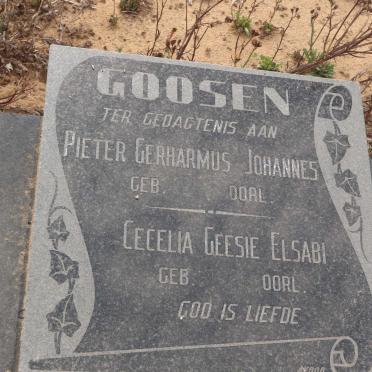 GOOSEN
TER GEDAGTENIS AAN
PIETER GERHARMUS JOHANNES
GEB. OORL.
CECELIA GEESIE ELSABI
GEB OORL.
GOD IS LIEFDE